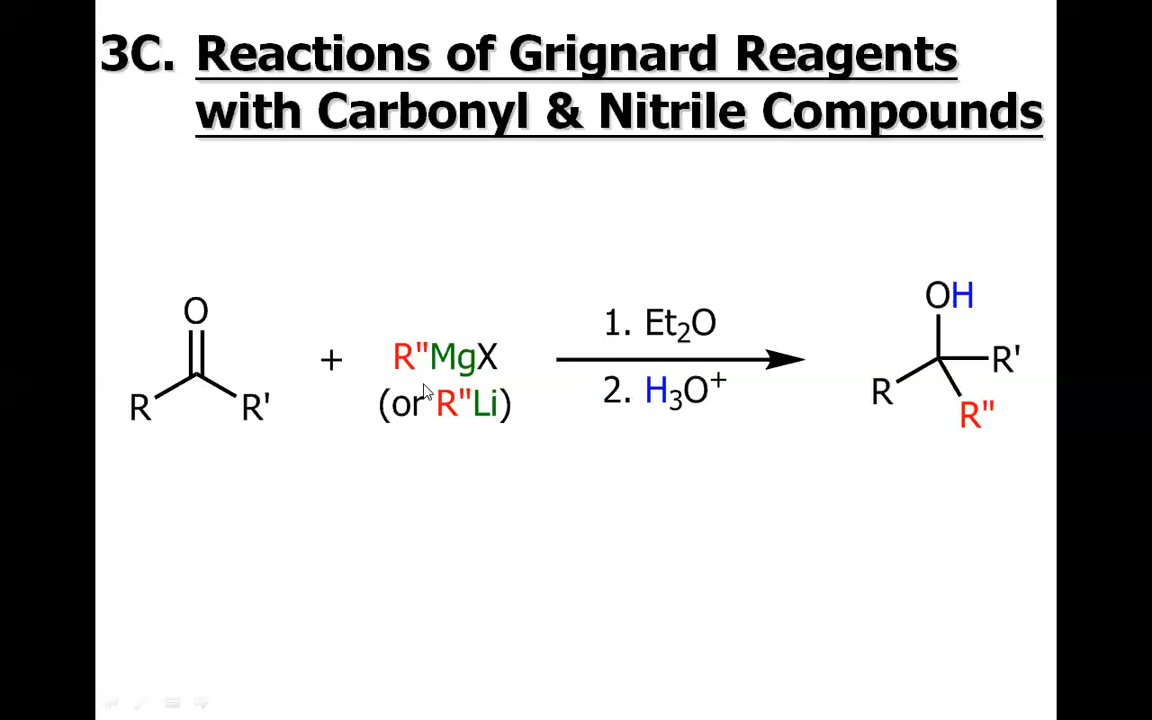 3C. Reactions of Grignard Reagents
with Carbonyl & Nitrile Compounds
O
R
R'
+
R"MgX
(or R"Li)
1. Et₂O
2. H₃O⁺
OH
R
R'
R"